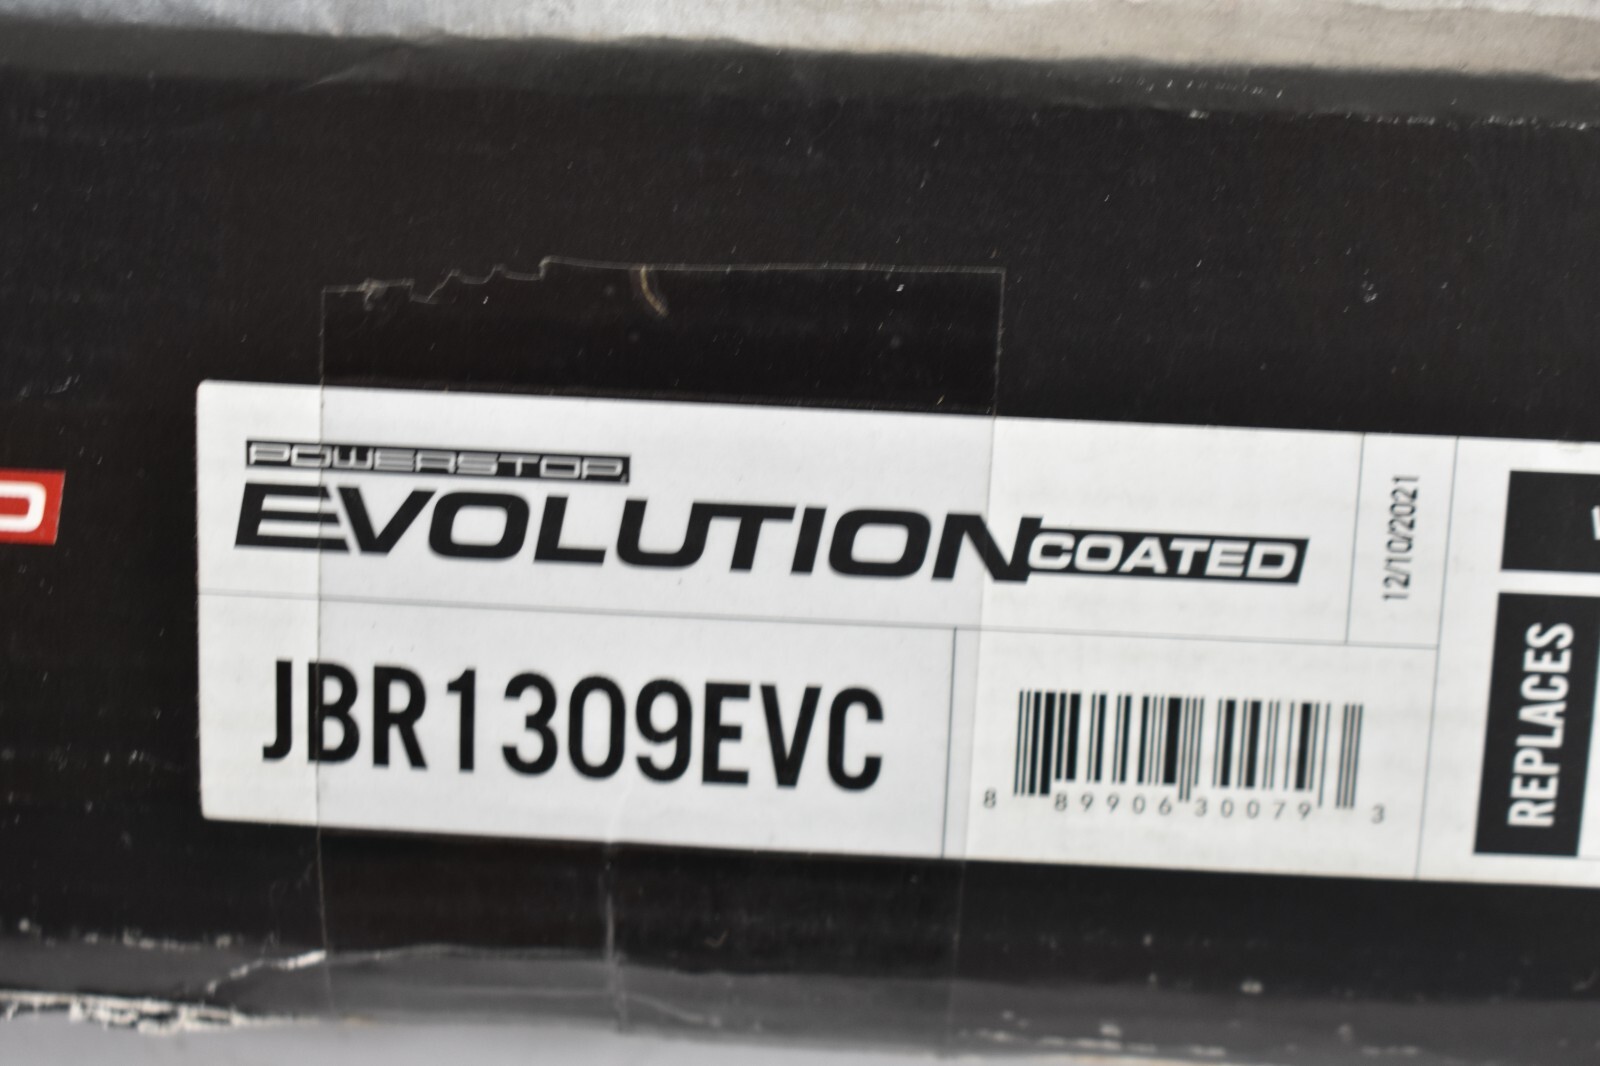 POWERSTOP
EVOLUTION COATED
12/10/2021
JBR1309EVC
8 89906 30079 3
REPLACES